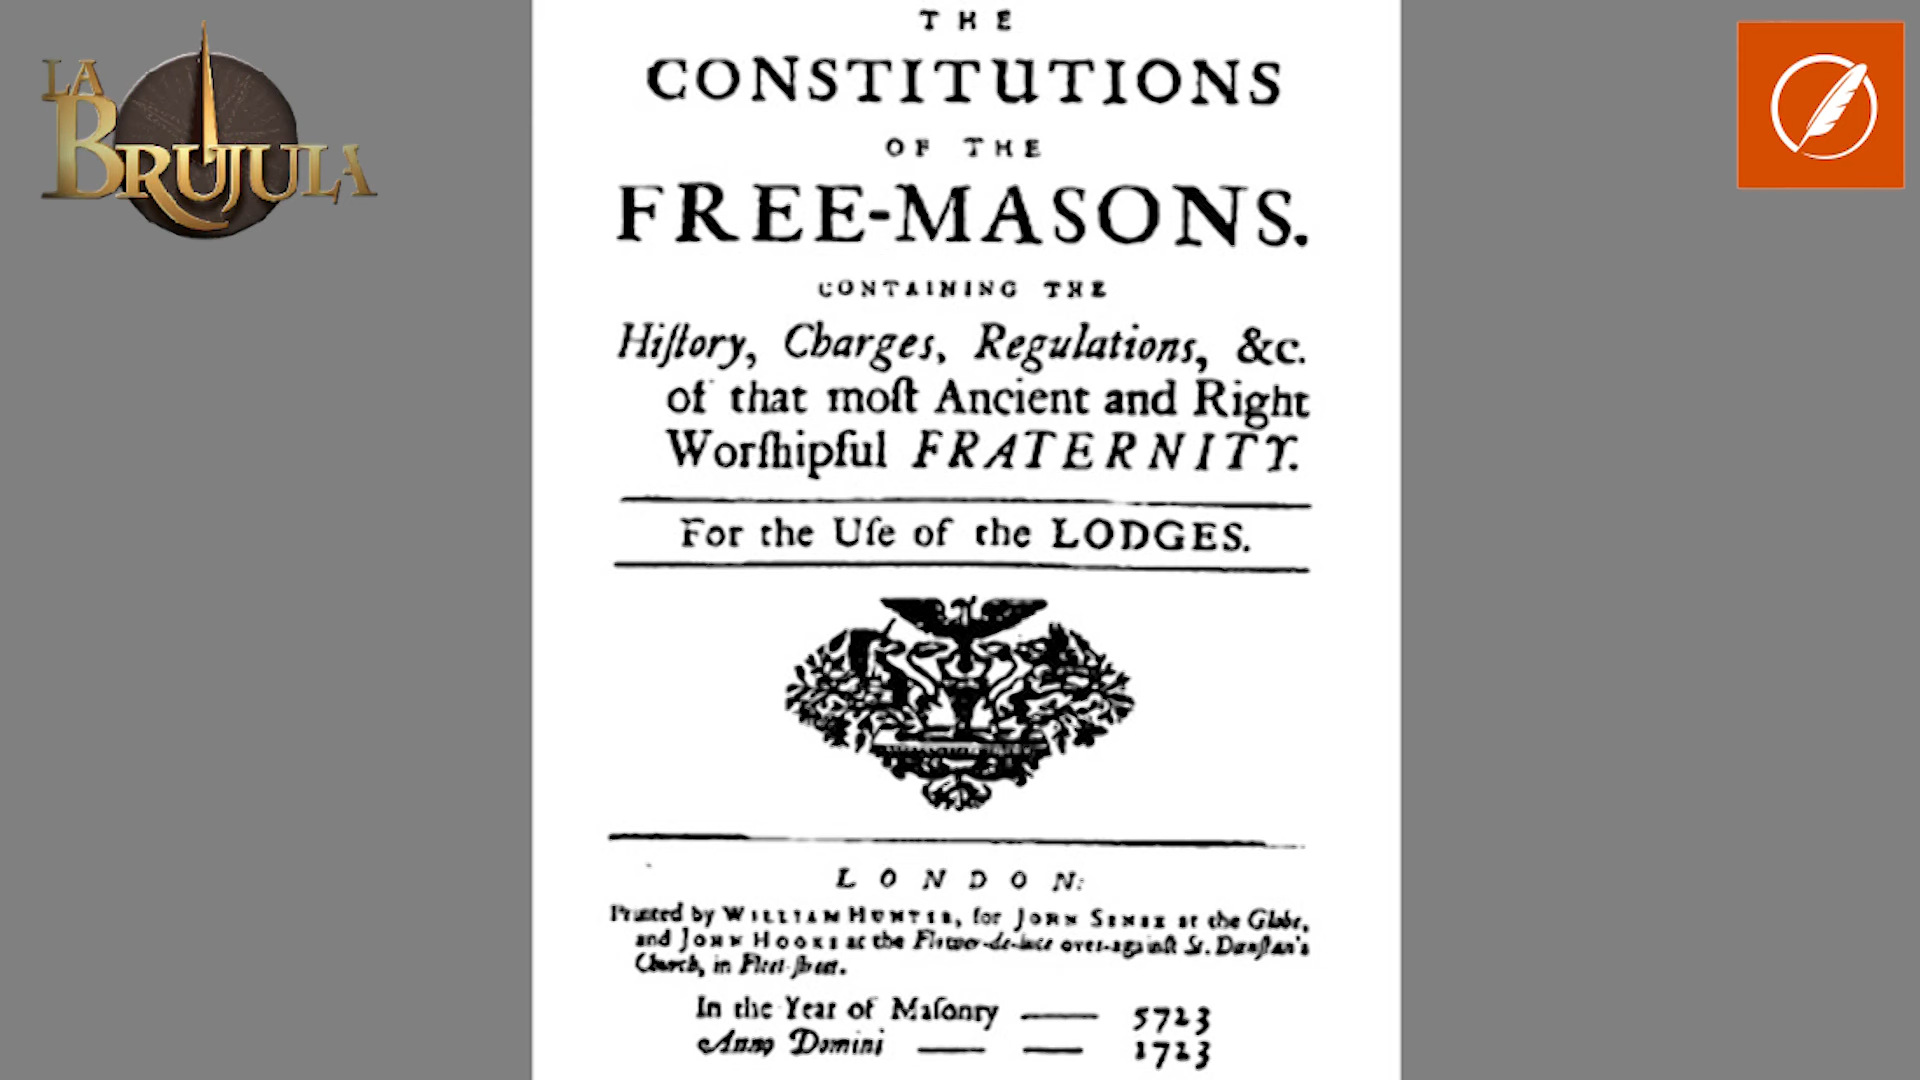 LA
BRUJULA
THE
CONSTITUTIONS
OF THE
FREE-MASONS.
CONTAINING THE
Hiſtory, Charges, Regulations, &c.
of that moſt Ancient and Right
Worſhipful FRATERNITY.
For the Uſe of the LODGES.
LONDON:
Printed by WILLIAM HUNTER, for JOHN SENEX at the Globe,
and JOHN HOOKE at the Flower-de-luce over-againſt St. Dunſtan's
Church, in Fleet-ſtreet.
In the Year of Maſonry —— 5723
Anno Domini —— —— 1723